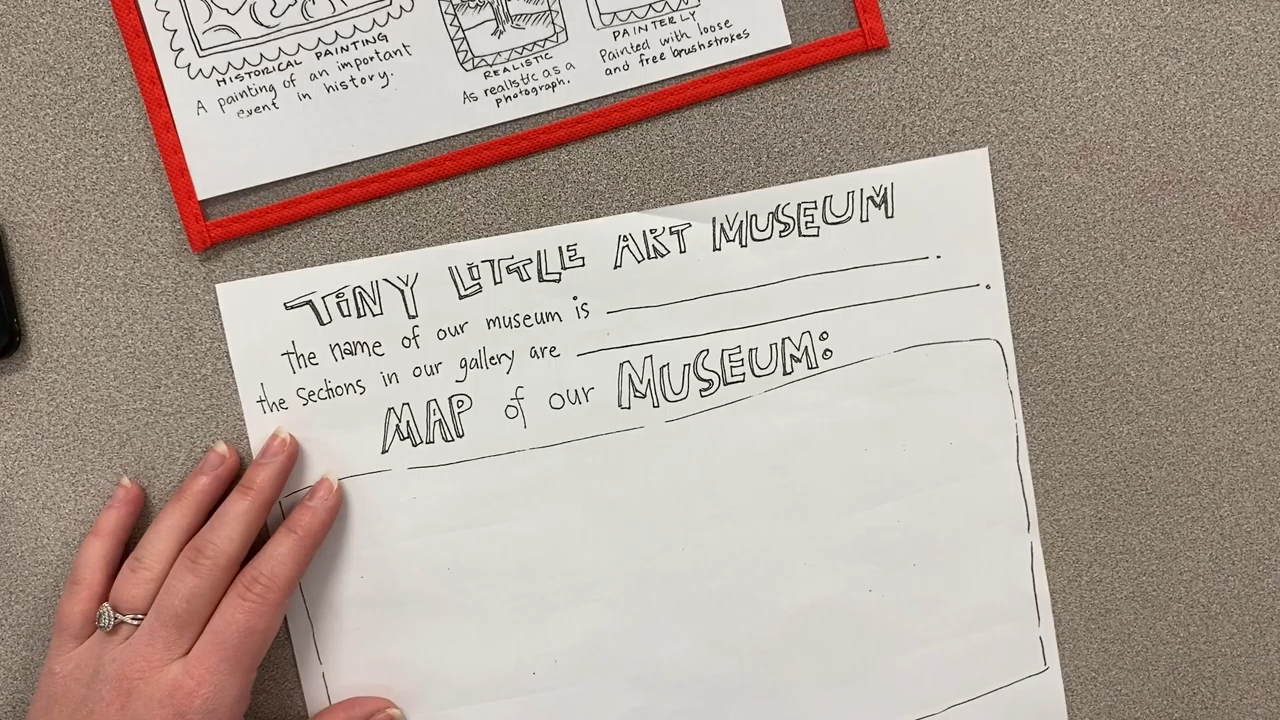 HISTORICAL PAINTING
A painting of an important
event in history.
REALISTIC
As realistic as a
photograph.
PAINTERLY
Painted with loose
and free brushstrokes
TiNY LiTTLE ART MUSEUM
the name of our museum is .
the Sections in our gallery are .
MAP of our MUSEUM: